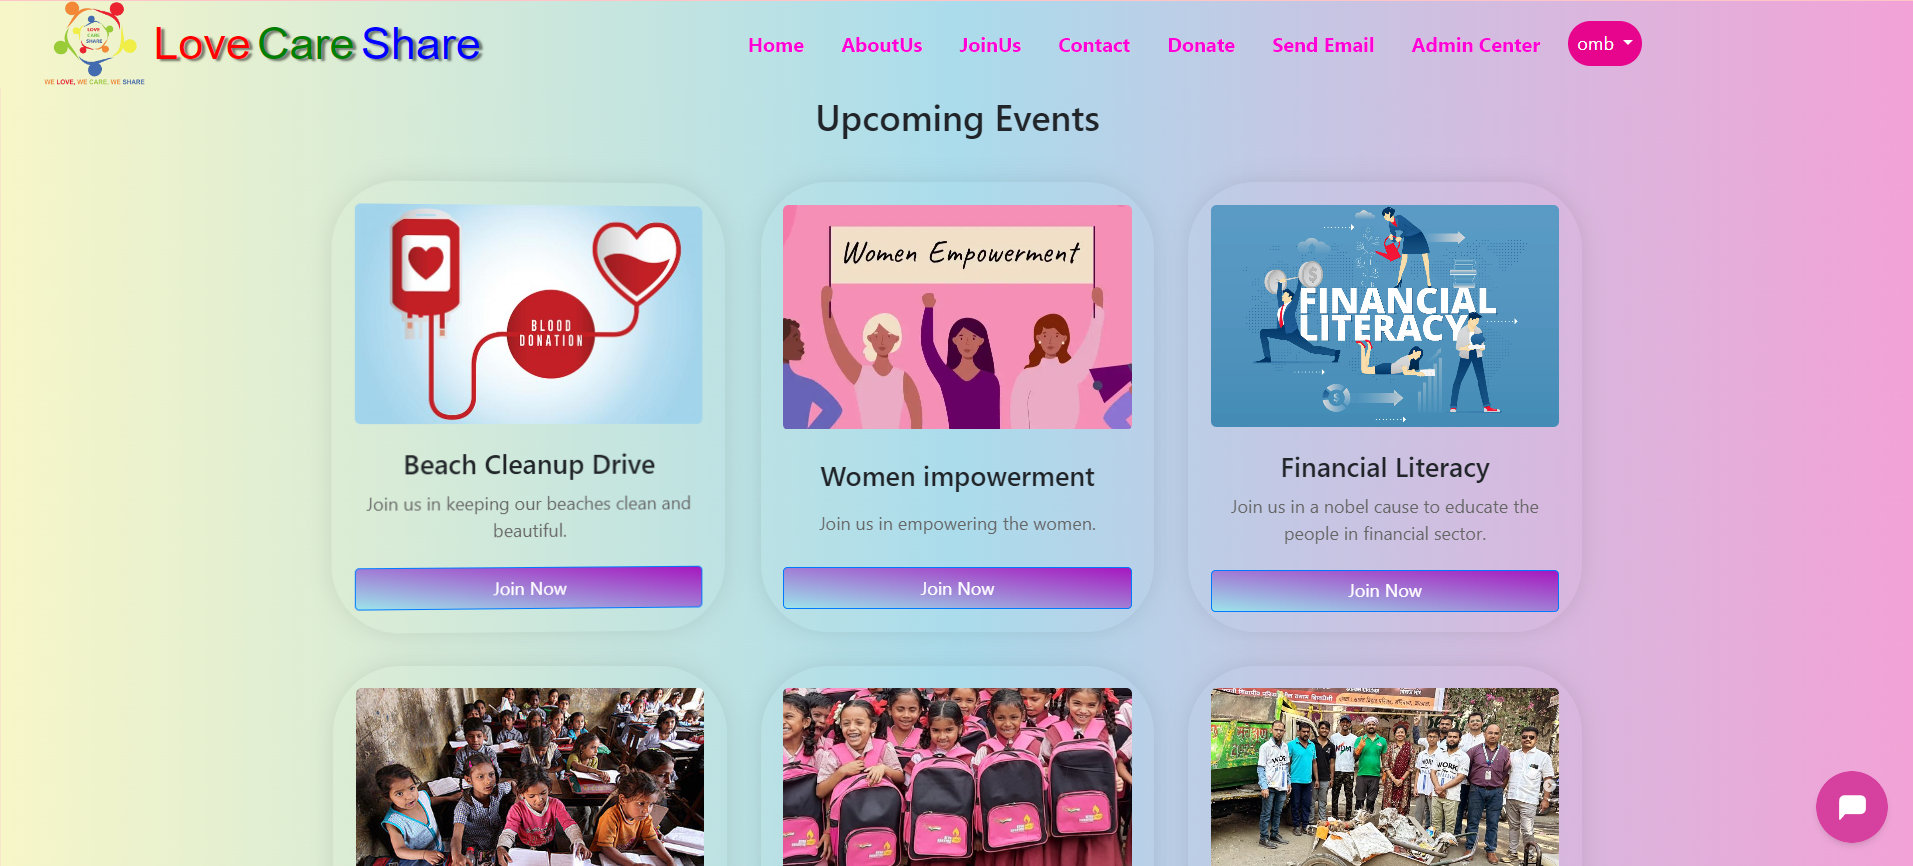 LOVE
CARE
SHARE
WE LOVE, WE CARE, WE SHARE
Love Care Share
Home AboutUs JoinUs Contact Donate Send Email Admin Center omb
Upcoming Events
BLOOD
DONATION
Women Empowerment
FINANCIAL
LITERACY
Beach Cleanup Drive
Join us in keeping our beaches clean and
beautiful.
Join Now
Women impowerment
Join us in empowering the women.
Join Now
Financial Literacy
Join us in a nobel cause to educate the
people in financial sector.
Join Now